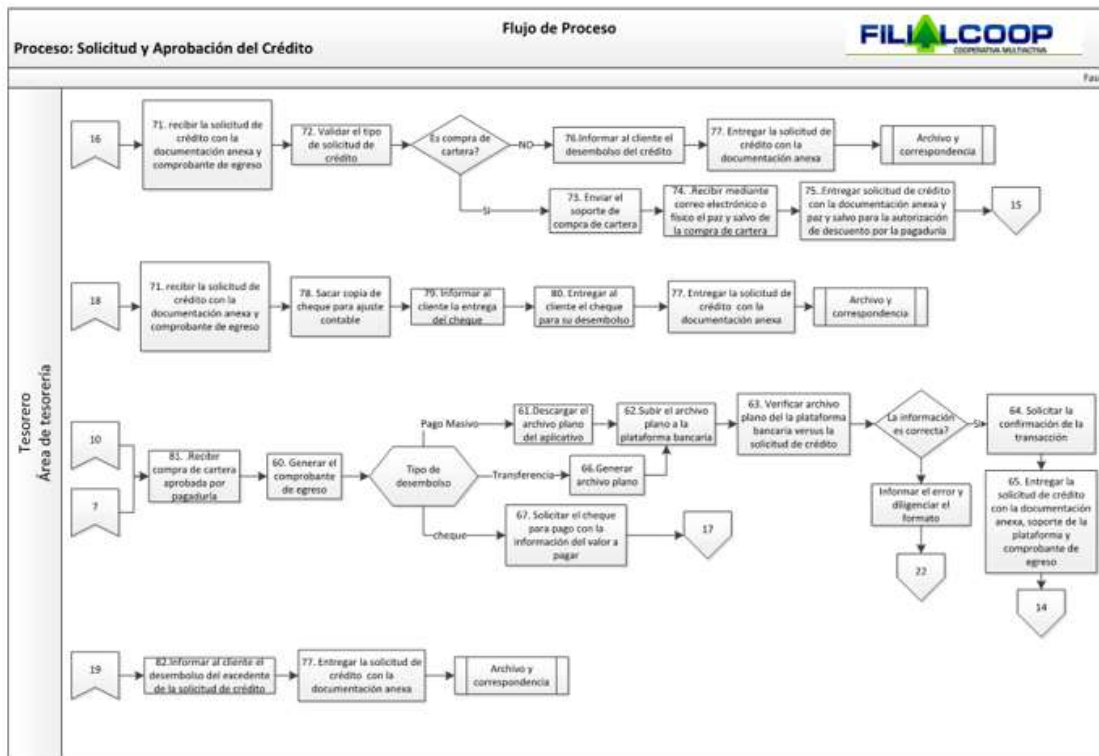 Flujo de Proceso
Proceso: Solicitud y Aprobación del Crédito
FILIALCOOP
COOPERATIVA MULTIACTIVA
Tesorero
Área de tesorería
16
71. recibir la solicitud de
crédito con la
documentación anexa y
comprobante de egreso
72. Validar el tipo
de solicitud de
crédito
Es compra de
cartera?
NO
76.Informar al cliente el
desembolso del crédito
77. Entregar la solicitud de
crédito con la
documentación anexa
Archivo y
correspondencia
SI
73. Enviar el
soporte de
compra de cartera
74. .Recibir mediante
correo electrónico o
físico el paz y salvo de
la compra de cartera
75..Entregar solicitud de crédito
con la documentación anexa y
paz y salvo para la autorización
de descuento por la pagaduría
15
18
71. recibir la solicitud de
crédito con la
documentación anexa y
comprobante de egreso
78. Sacar copia de
cheque para ajuste
contable
79. Informar al
cliente la entrega
del cheque
80. Entregar al
cliente el cheque
para su desembolso
77. Entregar la solicitud de
crédito con la
documentación anexa
Archivo y
correspondencia
10
7
81. .Reciber
compra de cartera
aprobada por
pagaduría
60. Generar el
comprobante
de egreso
Tipo de
desembolso
Pago Masivo
61.Descargar el
archivo plano del
aplicativo
62.Subir el archivo
plano a la
plataforma bancaria
63. Verificar archivo
plano del la plataforma
bancaria versus la
solicitud de crédito
La información
es correcta?
SI
64. Solicitar la
confirmación de la
transacción
Transferencia
66.Generar
archivo plano
Informar el error y
diligenciar el
formato
65. Entregar la
solicitud de crédito
con la documentación
anexa, soporte de la
plataforma y
comprobante de
egreso
cheque
67. Solicitar el cheque
para pago con la
información del valor a
pagar
17
22
14
19
82.Informar al cliente el
desembolso del excedente
de la solicitud de crédito
77. Entregar la solicitud de
crédito con la
documentación anexa
Archivo y
correspondencia